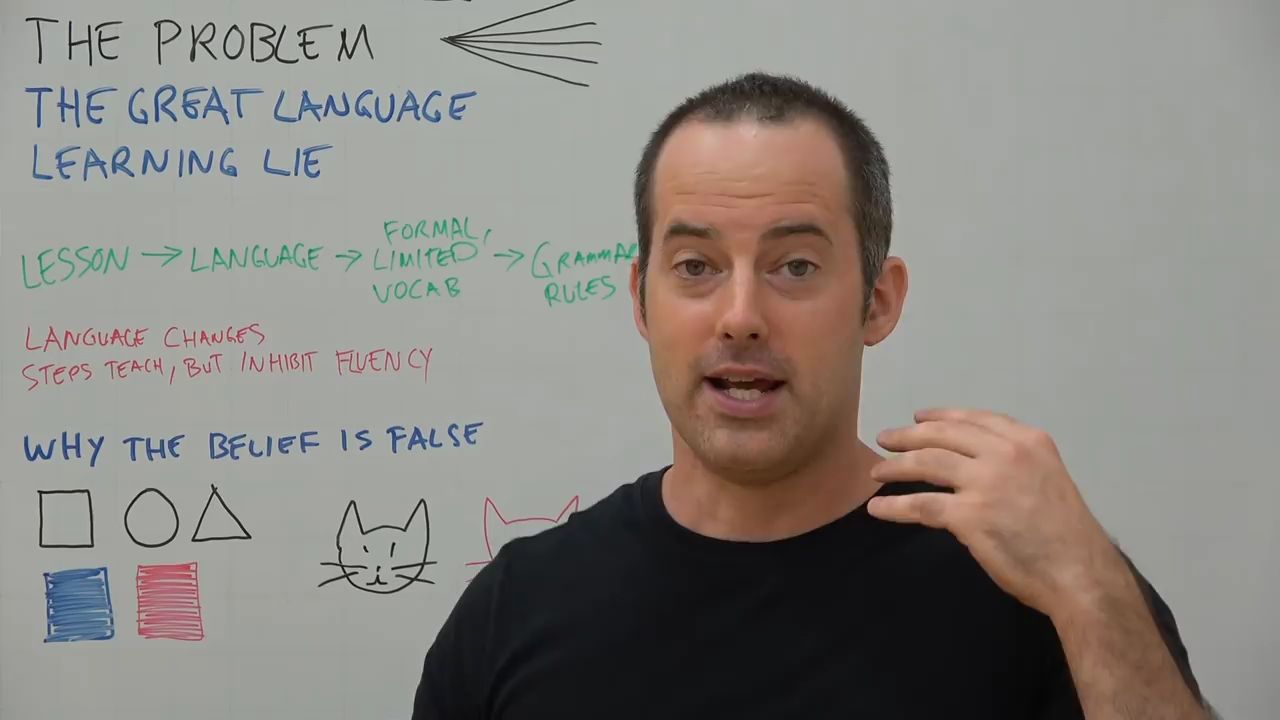 THE PROBLEM
THE GREAT LANGUAGE
LEARNING LIE
LESSON → LANGUAGE → FORMAL, LIMITED VOCAB → GRAMMAR RULES
LANGUAGE CHANGES
STEPS TEACH, BUT INHIBIT FLUENCY
WHY THE BELIEF IS FALSE